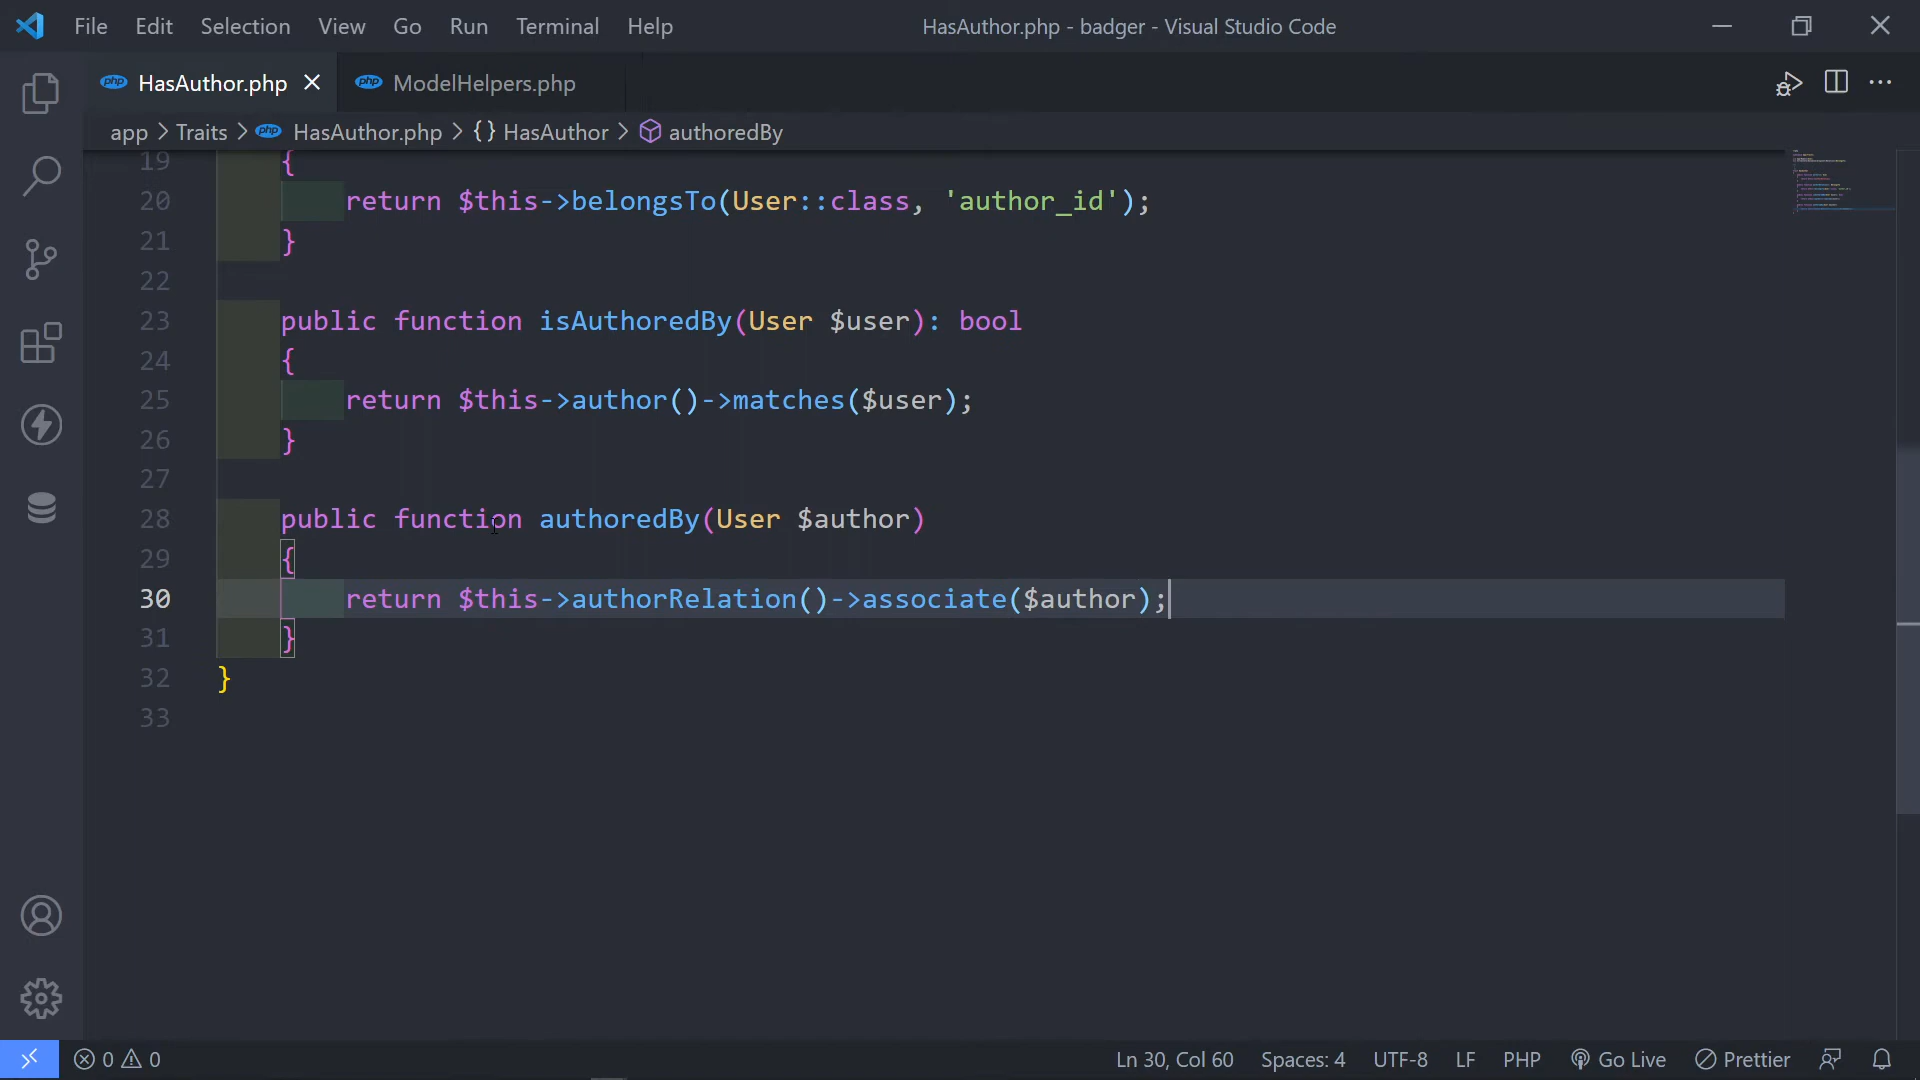 File Edit Selection View Go Run Terminal Help HasAuthor.php - badger - Visual Studio Code
php HasAuthor.php php ModelHelpers.php
app > Traits > php HasAuthor.php > {} HasAuthor > authoredBy
19 {
20 return $this->belongsTo(User::class, 'author_id');
21 }
22
23 public function isAuthoredBy(User $user): bool
24 {
25 return $this->author()->matches($user);
26 }
27
28 public function authoredBy(User $author)
29 {
30 return $this->authorRelation()->associate($author);
31 }
32 }
33
0 0 Ln 30, Col 60 Spaces: 4 UTF-8 LF PHP Go Live Prettier